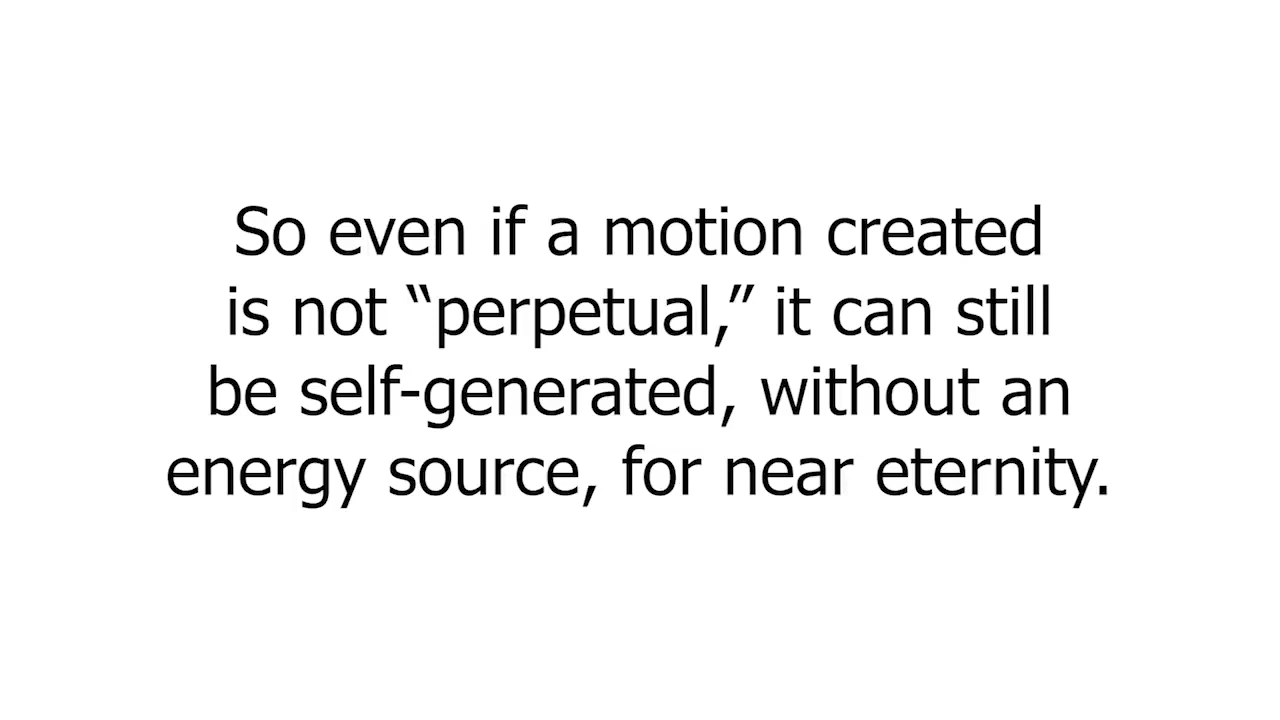 So even if a motion created
is not “perpetual,” it can still
be self-generated, without an
energy source, for near eternity.